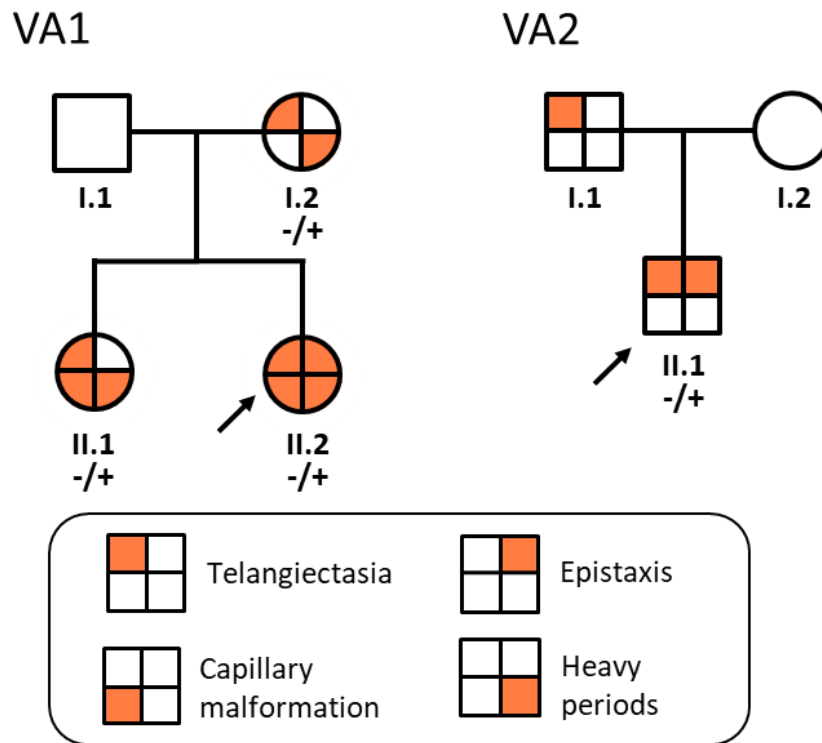 VA1
VA2
I.1
I.2
-/+
I.1
I.2
II.1
-/+
II.2
-/+
II.1
-/+
Telangiectasia
Epistaxis
Capillary
malformation
Heavy
periods